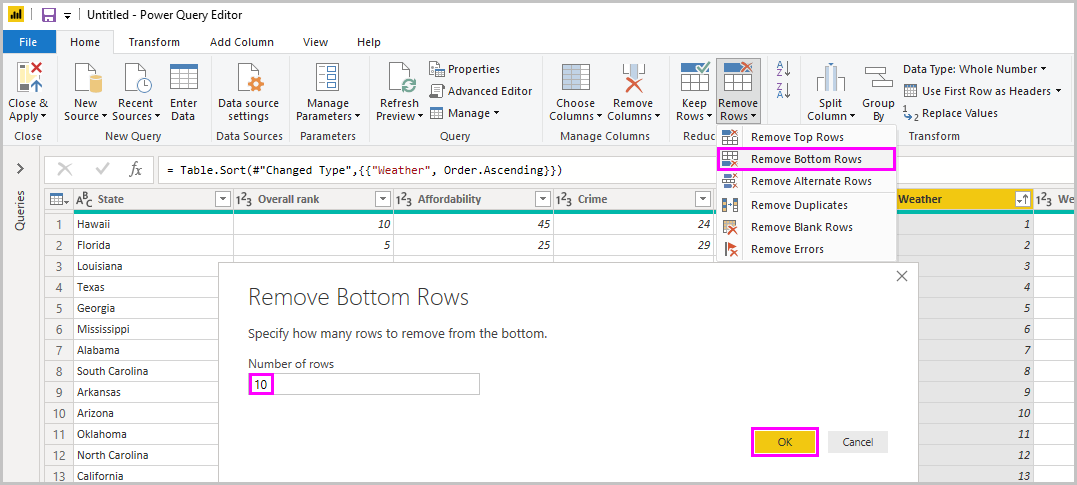 Untitled - Power Query Editor
File Home Transform Add Column View Help
Close & Apply
New Source
Recent Sources
Enter Data
Data source settings
Manage Parameters
Refresh Preview
Properties
Advanced Editor
Manage
Choose Columns
Remove Columns
Keep Rows
Remove Rows
Split Column
Group By
Data Type: Whole Number
Use First Row as Headers
Replace Values
Close New Query Data Sources Parameters Query Manage Columns Reduc Transform
Remove Top Rows
Remove Bottom Rows
Remove Alternate Rows
Remove Duplicates
Remove Blank Rows
Remove Errors
Queries
fx = Table.Sort(#"Changed Type",{{"Weather", Order.Ascending}})
ABC State 123 Overall rank 123 Affordability 123 Crime Weather 123 We
1 Hawaii 10 45 24 1
2 Florida 5 25 29 2
3 Louisiana 3
4 Texas 4
5 Georgia 5
6 Mississippi 6
7 Alabama 7
8 South Carolina 8
9 Arkansas 9
10 Arizona 10
11 Oklahoma 11
12 North Carolina 12
13 California 13
Remove Bottom Rows
Specify how many rows to remove from the bottom.
Number of rows
10
OK Cancel